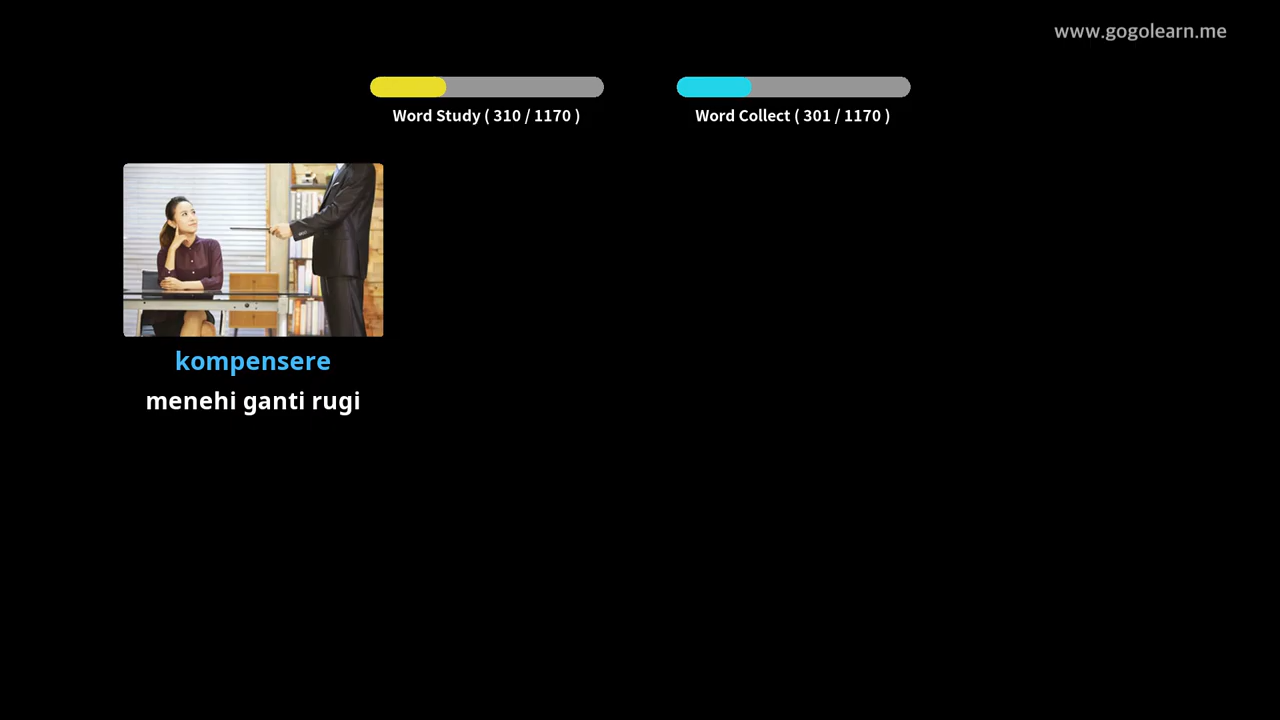 www.gogolearn.me
Word Study ( 310 / 1170 )
Word Collect ( 301 / 1170 )
kompensere
menehi ganti rugi